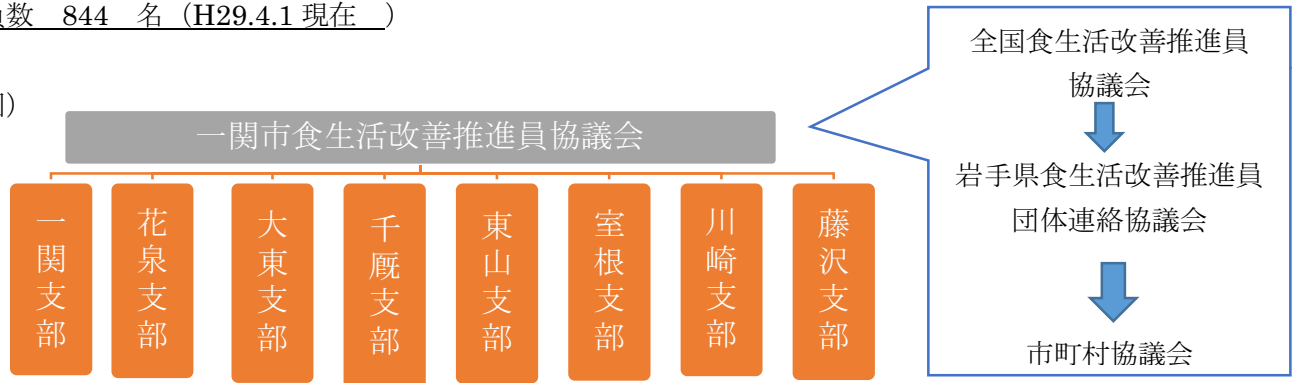 数 844 名（H29.4.1 現在 ）
）
一関市食生活改善推進員協議会
一関支部
花泉支部
大東支部
千厩支部
東山支部
室根支部
川崎支部
藤沢支部
全国食生活改善推進員
協議会
岩手県食生活改善推進員
団体連絡協議会
市町村協議会